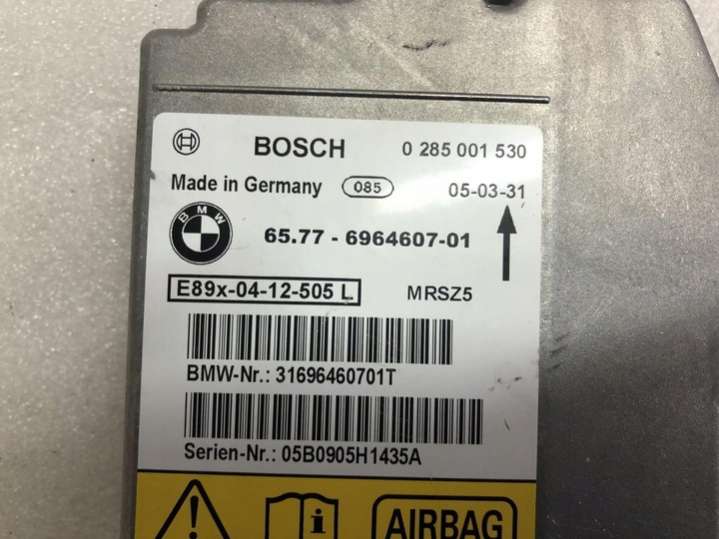 BOSCH 0 285 001 530
Made in Germany 085 05-03-31
BMW 65.77 - 6964607-01
E89x-04-12-505 L MRSZ5
BMW-Nr.: 31696460701T
Serien-Nr.: 05B0905H1435A
i AIRBAG